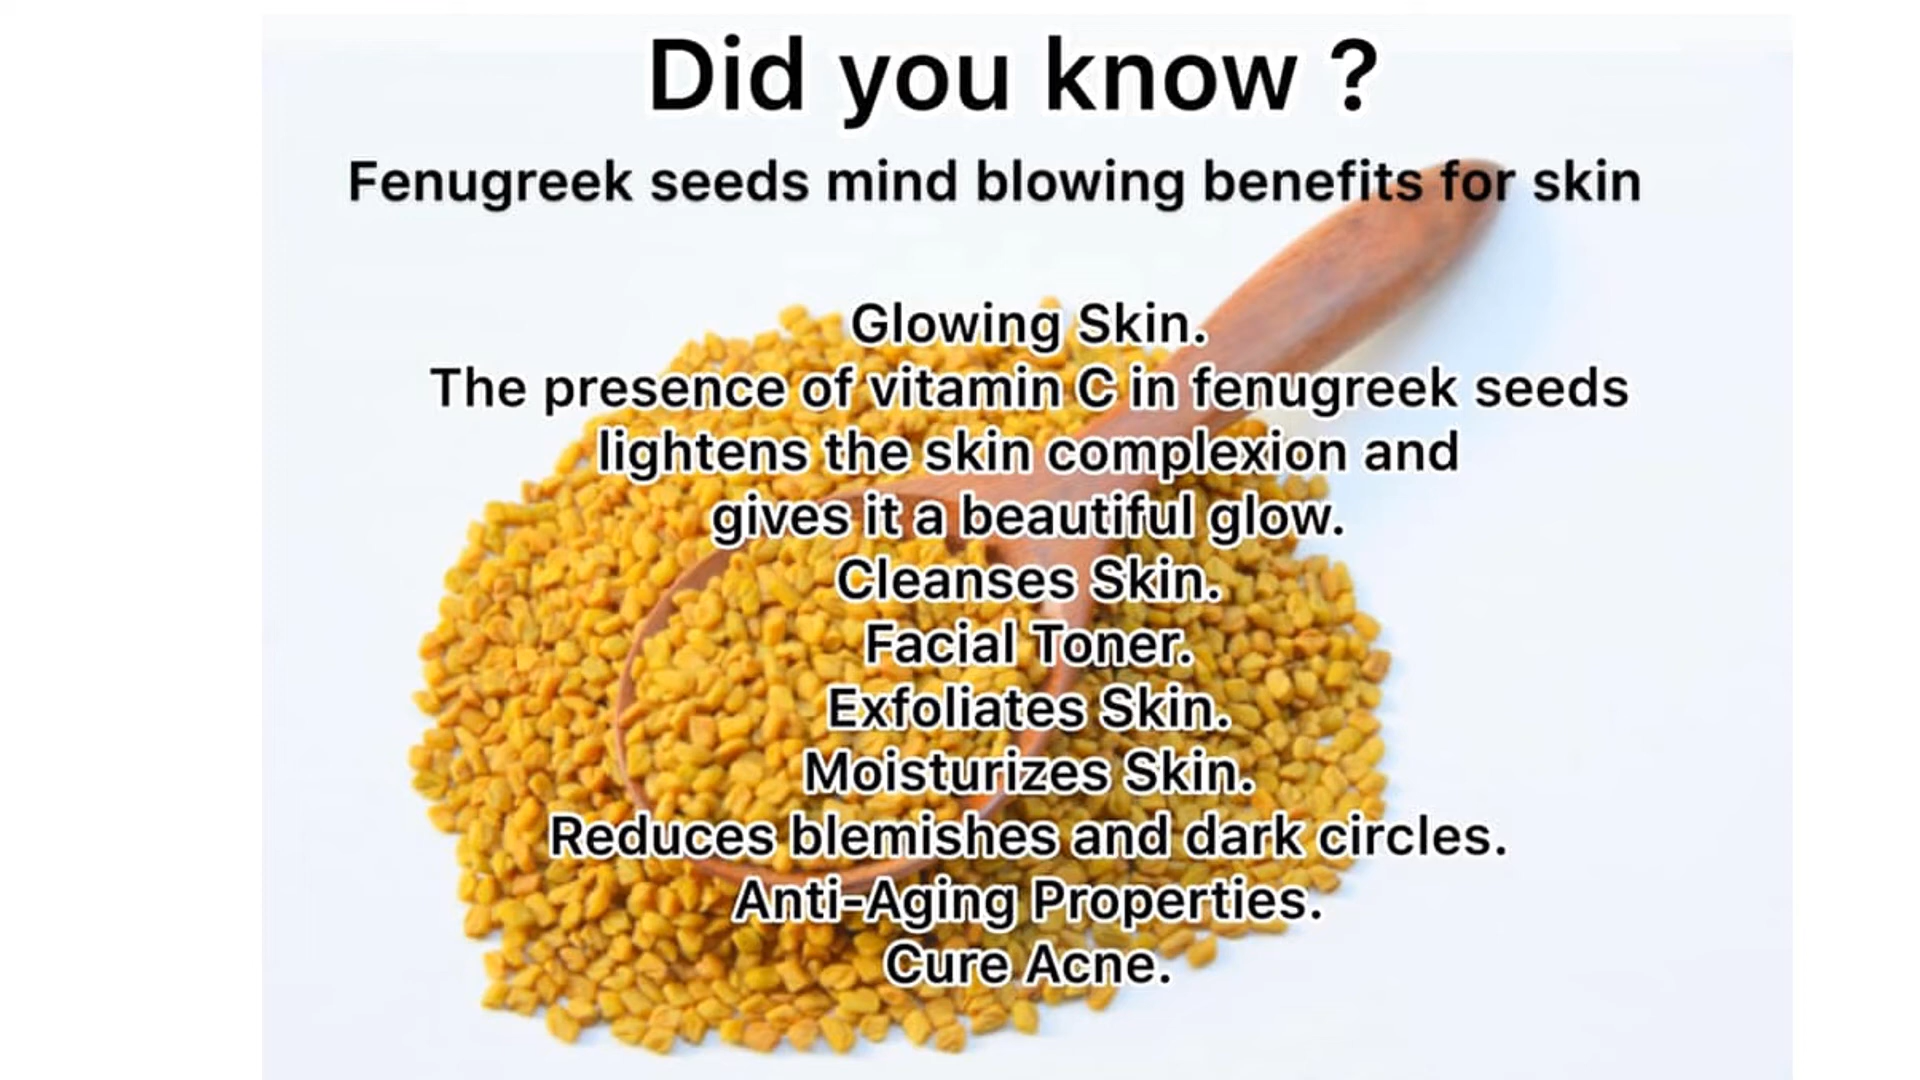 Did you know ?
Fenugreek seeds mind blowing benefits for skin
Glowing Skin.
The presence of vitamin C in fenugreek seeds
lightens the skin complexion and
gives it a beautiful glow.
Cleanses Skin.
Facial Toner.
Exfoliates Skin.
Moisturizes Skin.
Reduces blemishes and dark circles.
Anti-Aging Properties.
Cure Acne.